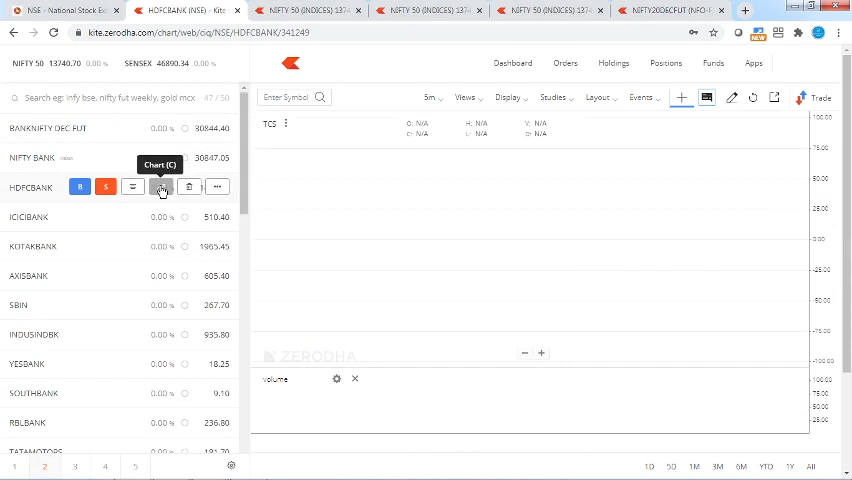 NSE - National Stock Ex
HDFCBANK (NSE) - Kite
NIFTY 50 (INDICES) 1374
NIFTY 50 (INDICES) 1374
NIFTY 50 (INDICES) 1374
NIFTY20DECFUT (NFO-F
kite.zerodha.com/chart/web/ciq/NSE/HDFCBANK/341249
NEW
NIFTY 50 13740.70 0.00 % SENSEX 46890.34 0.00 %
Dashboard Orders Holdings Positions Funds Apps
Search eg: infy bse, nifty fut weekly, gold mcx 47 / 50
Enter Symbol 5m Views Display Studies Layout Events Trade
BANKNIFTY DEC FUT 0.00 % 30844.40
NIFTY BANK INDEX 30847.05
Chart (C)
HDFCBANK B S
ICICIBANK 0.00 % 510.40
KOTAKBANK 0.00 % 1965.45
AXISBANK 0.00 % 605.40
SBIN 0.00 % 267.70
INDUSINDBK 0.00 % 935.80
YESBANK 0.00 % 18.25
SOUTHBANK 0.00 % 9.10
RBLBANK 0.00 % 236.80
TATAMOTORS 0.00 % 181.70
1 2 3 4 5
TCS
O: N/A H: N/A V: N/A
C: N/A L: N/A D: N/A
100.00
75.00
50.00
25.00
0.00
-25.00
-50.00
-75.00
-100.00
ZERODHA
volume
100.00
75.00
50.00
25.00
1D 5D 1M 3M 6M YTD 1Y All